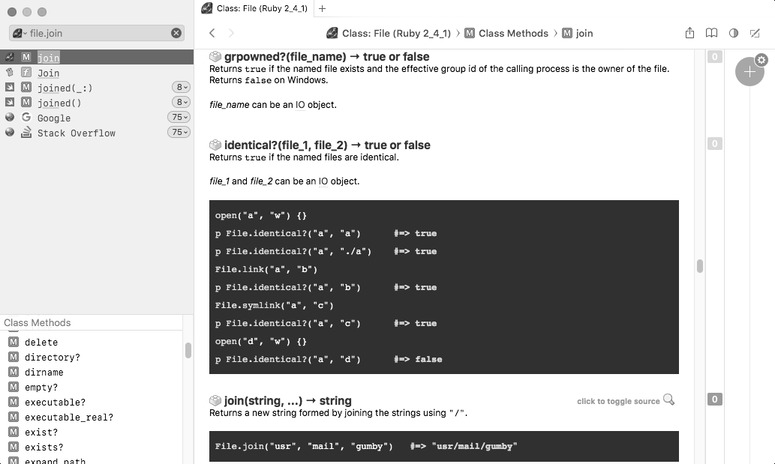 Class: File (Ruby 2_4_1)
file.join
join
Join
joined(_:)
8
joined()
8
Google
75
Stack Overflow
75
Class Methods
delete
directory?
dirname
empty?
executable?
executable_real?
exist?
exists?
expand_path
Class: File (Ruby 2_4_1) › Class Methods › join
grpowned?(file_name) → true or false
0
Returns true if the named file exists and the effective group id of the calling process is the owner of the file.
Returns false on Windows.
file_name can be an IO object.
identical?(file_1, file_2) → true or false
0
Returns true if the named files are identical.
file_1 and file_2 can be an IO object.
open("a", "w") {}
p File.identical?("a", "a")      #=> true
p File.identical?("a", "./a")    #=> true
File.link("a", "b")
p File.identical?("a", "b")      #=> true
File.symlink("a", "c")
p File.identical?("a", "c")      #=> true
open("d", "w") {}
p File.identical?("a", "d")      #=> false
join(string, ...) → string
click to toggle source
0
Returns a new string formed by joining the strings using "/".
File.join("usr", "mail", "gumby")   #=> "usr/mail/gumby"